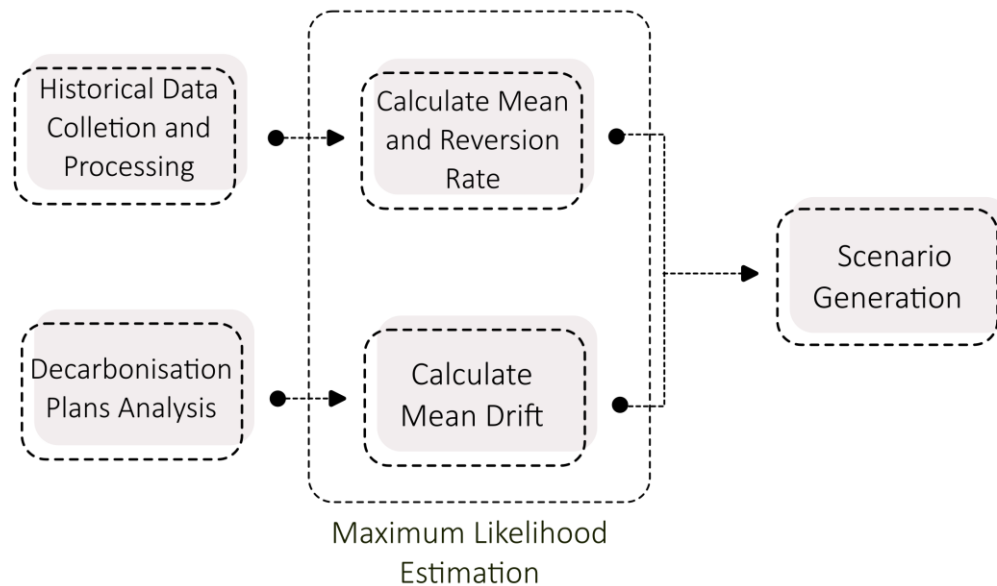 Historical Data
Colletion and
Processing
Calculate Mean
and Reversion
Rate
Scenario
Generation
Decarbonisation
Plans Analysis
Calculate
Mean Drift
Maximum Likelihood
Estimation